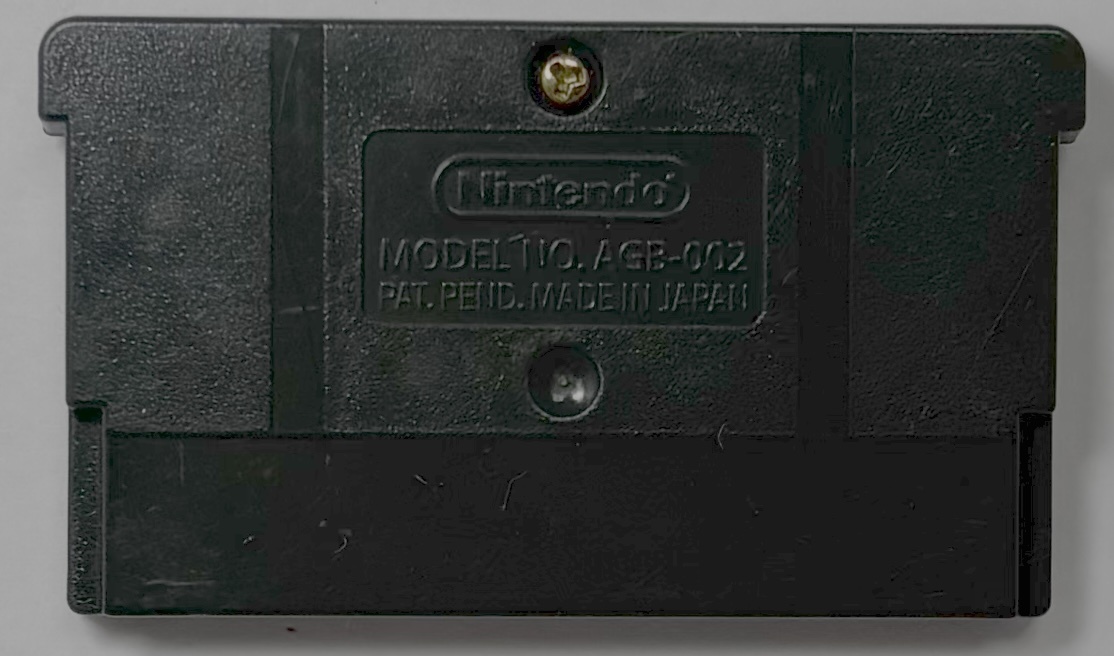 Nintendo
MODEL NO. AGB-002
PAT. PEND. MADE IN JAPAN